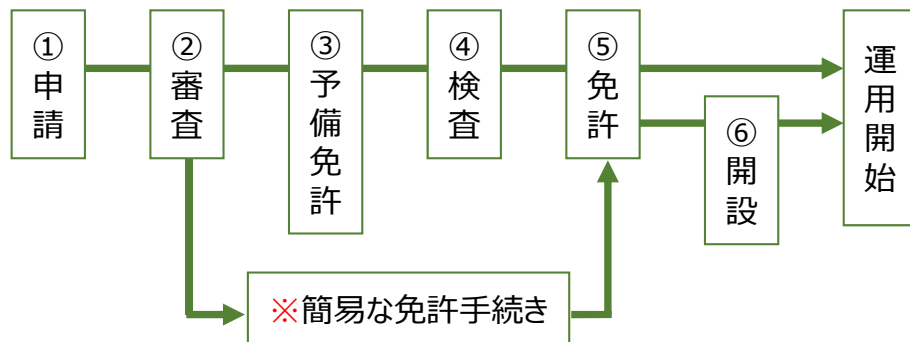 ①申請
②審査
③予備免許
④検査
⑤免許
⑥開設
運用開始
※簡易な免許手続き